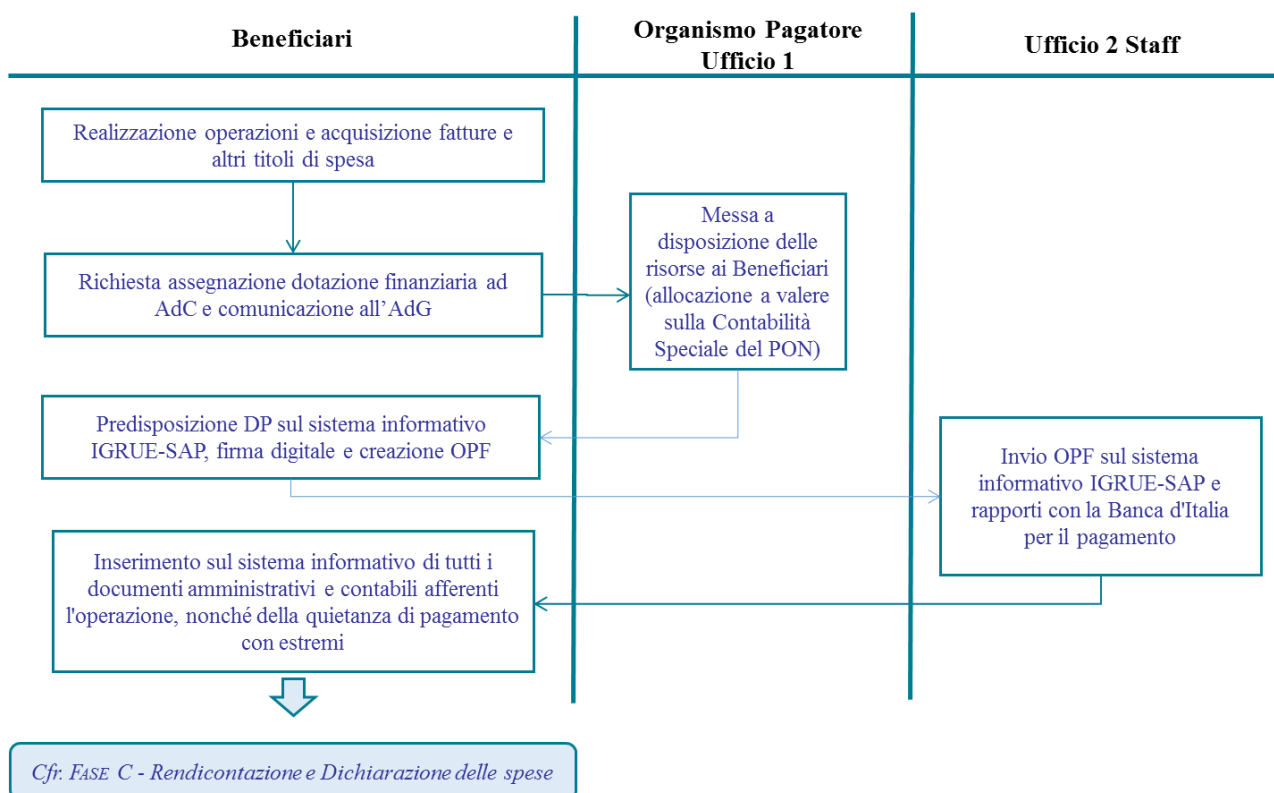 Beneficiari
Organismo Pagatore
Ufficio 1
Ufficio 2 Staff
Realizzazione operazioni e acquisizione fatture e
altri titoli di spesa
Richiesta assegnazione dotazione finanziaria ad
AdC e comunicazione all'AdG
Messa a
disposizione delle
risorse ai Beneficiari
(allocazione a valere
sulla Contabilità
Speciale del PON)
Predisposizione DP sul sistema informativo
IGRUE-SAP, firma digitale e creazione OPF
Invio OPF sul sistema
informativo IGRUE-SAP e
rapporti con la Banca d'Italia
per il pagamento
Inserimento sul sistema informativo di tutti i
documenti amministrativi e contabili afferenti
l'operazione, nonché della quietanza di pagamento
con estremi
Cfr. FASE C - Rendicontazione e Dichiarazione delle spese